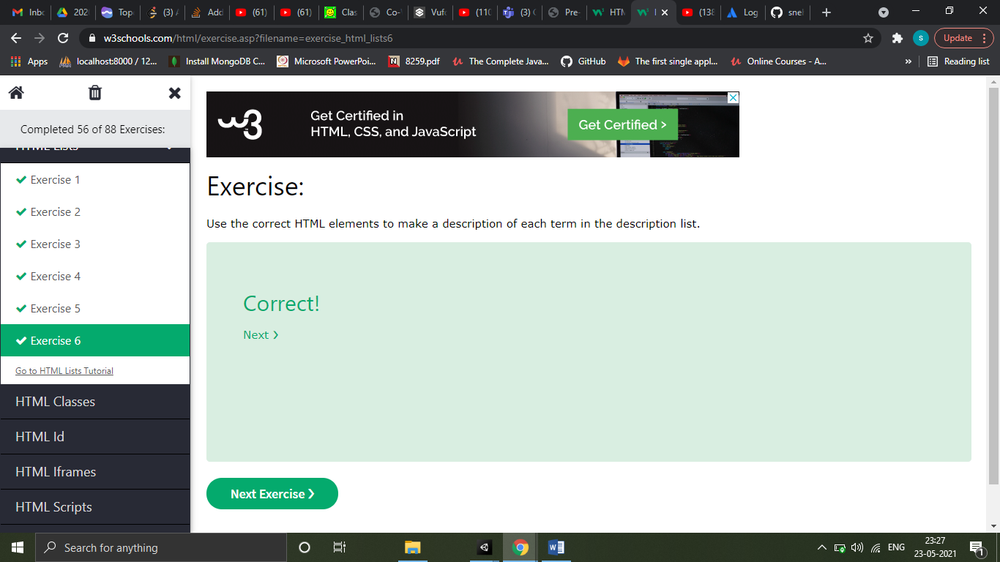 Inbo
202
Top
(3) A
Add
(61)
(61)
Clas
Co-
Vufo
(110
(3) C
Pre-
HTN
(138
Log
snel
w3schools.com/html/exercise.asp?filename=exercise_html_lists6
s
Update
Apps
localhost:8000 / 12...
Install MongoDB C...
Microsoft PowerPoi...
8259.pdf
The Complete Java...
GitHub
The first single appl...
Online Courses - A...
»
Reading list
Completed 56 of 88 Exercises:
HTML Lists
Exercise 1
Exercise 2
Exercise 3
Exercise 4
Exercise 5
Exercise 6
Go to HTML Lists Tutorial
HTML Classes
HTML Id
HTML Iframes
HTML Scripts
w3
Get Certified in
HTML, CSS, and JavaScript
Get Certified >
Exercise:
Use the correct HTML elements to make a description of each term in the description list.
Correct!
Next ❯
Next Exercise ❯
Search for anything
ENG
23:27
23-05-2021
1